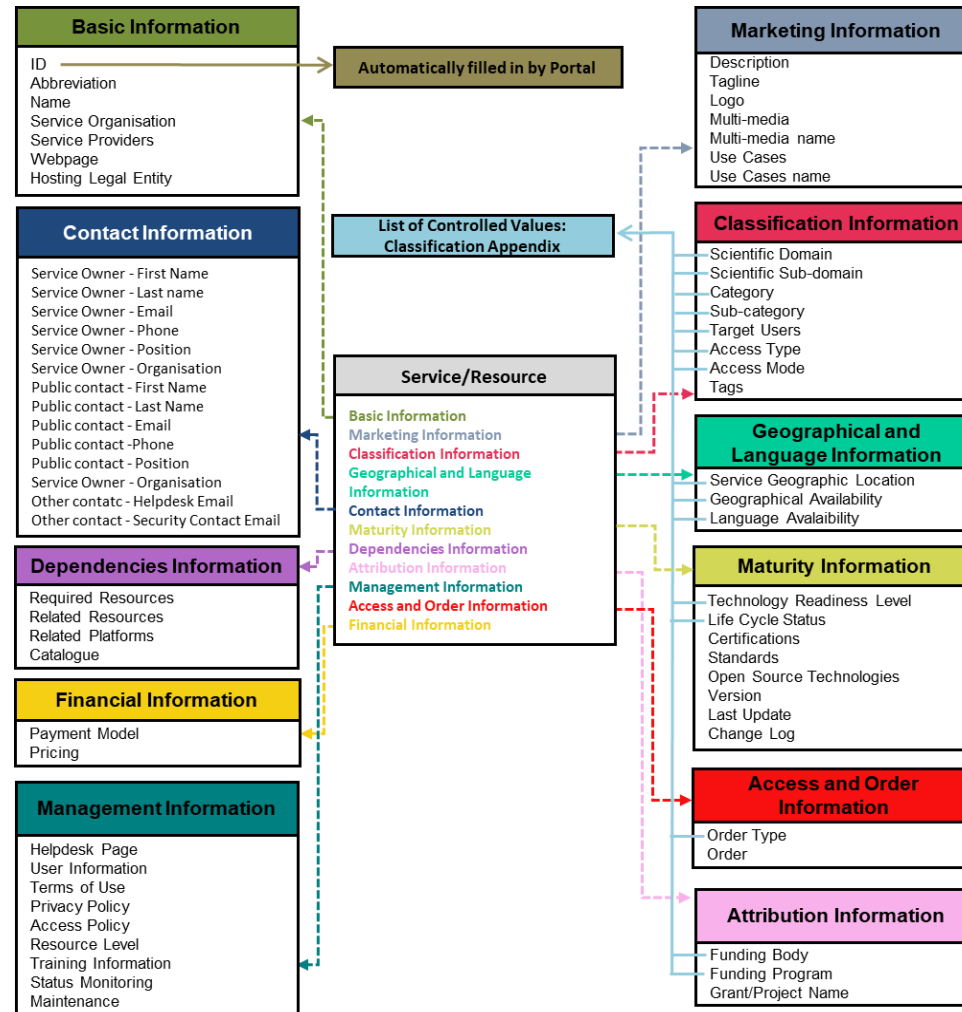 Basic Information
ID
Abbreviation
Name
Service Organisation
Service Providers
Webpage
Hosting Legal Entity
Automatically filled in by Portal
Contact Information
Service Owner - First Name
Service Owner - Last name
Service Owner - Email
Service Owner - Phone
Service Owner - Position
Service Owner - Organisation
Public contact - First Name
Public contact - Last Name
Public contact - Email
Public contact -Phone
Public contact - Position
Service Owner - Organisation
Other contatc - Helpdesk Email
Other contact - Security Contact Email
Dependencies Information
Required Resources
Related Resources
Related Platforms
Catalogue
Financial Information
Payment Model
Pricing
Management Information
Helpdesk Page
User Information
Terms of Use
Privacy Policy
Access Policy
Resource Level
Training Information
Status Monitoring
Maintenance
List of Controlled Values:
Classification Appendix
Service/Resource
Basic Information
Marketing Information
Classification Information
Geographical and Language
Information
Contact Information
Maturity Information
Dependencies Information
Attribution Information
Management Information
Access and Order Information
Financial Information
Marketing Information
Description
Tagline
Logo
Multi-media
Multi-media name
Use Cases
Use Cases name
Classification Information
Scientific Domain
Scientific Sub-domain
Category
Sub-category
Target Users
Access Type
Access Mode
Tags
Geographical and
Language Information
Service Geographic Location
Geographical Availability
Language Avalaibility
Maturity Information
Technology Readiness Level
Life Cycle Status
Certifications
Standards
Open Source Technologies
Version
Last Update
Change Log
Access and Order
Information
Order Type
Order
Attribution Information
Funding Body
Funding Program
Grant/Project Name